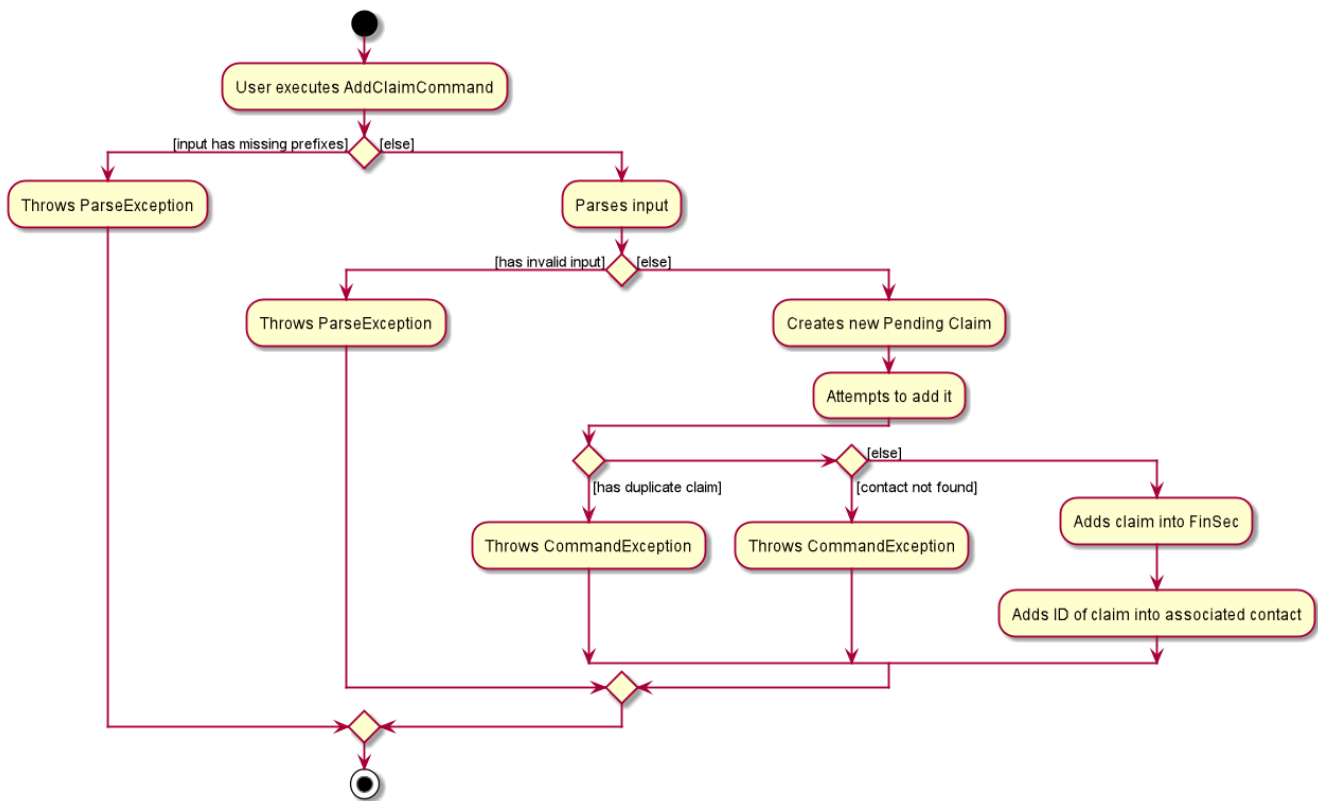 User executes AddClaimCommand
[input has missing prefixes]
[else]
Throws ParseException
Parses input
[has invalid input]
[else]
Throws ParseException
Creates new Pending Claim
Attempts to add it
[else]
[has duplicate claim]
[contact not found]
Throws CommandException
Throws CommandException
Adds claim into FinSec
Adds ID of claim into associated contact